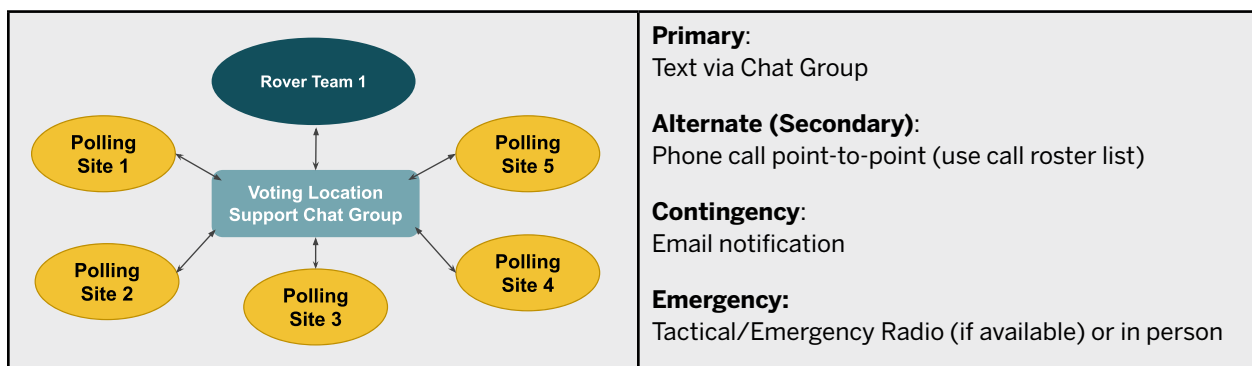 Rover Team 1
Polling
Site 1
Polling
Site 5
Voting Location
Support Chat Group
Polling
Site 2
Polling
Site 3
Polling
Site 4
Primary:
Text via Chat Group
Alternate (Secondary):
Phone call point-to-point (use call roster list)
Contingency:
Email notification
Emergency:
Tactical/Emergency Radio (if available) or in person